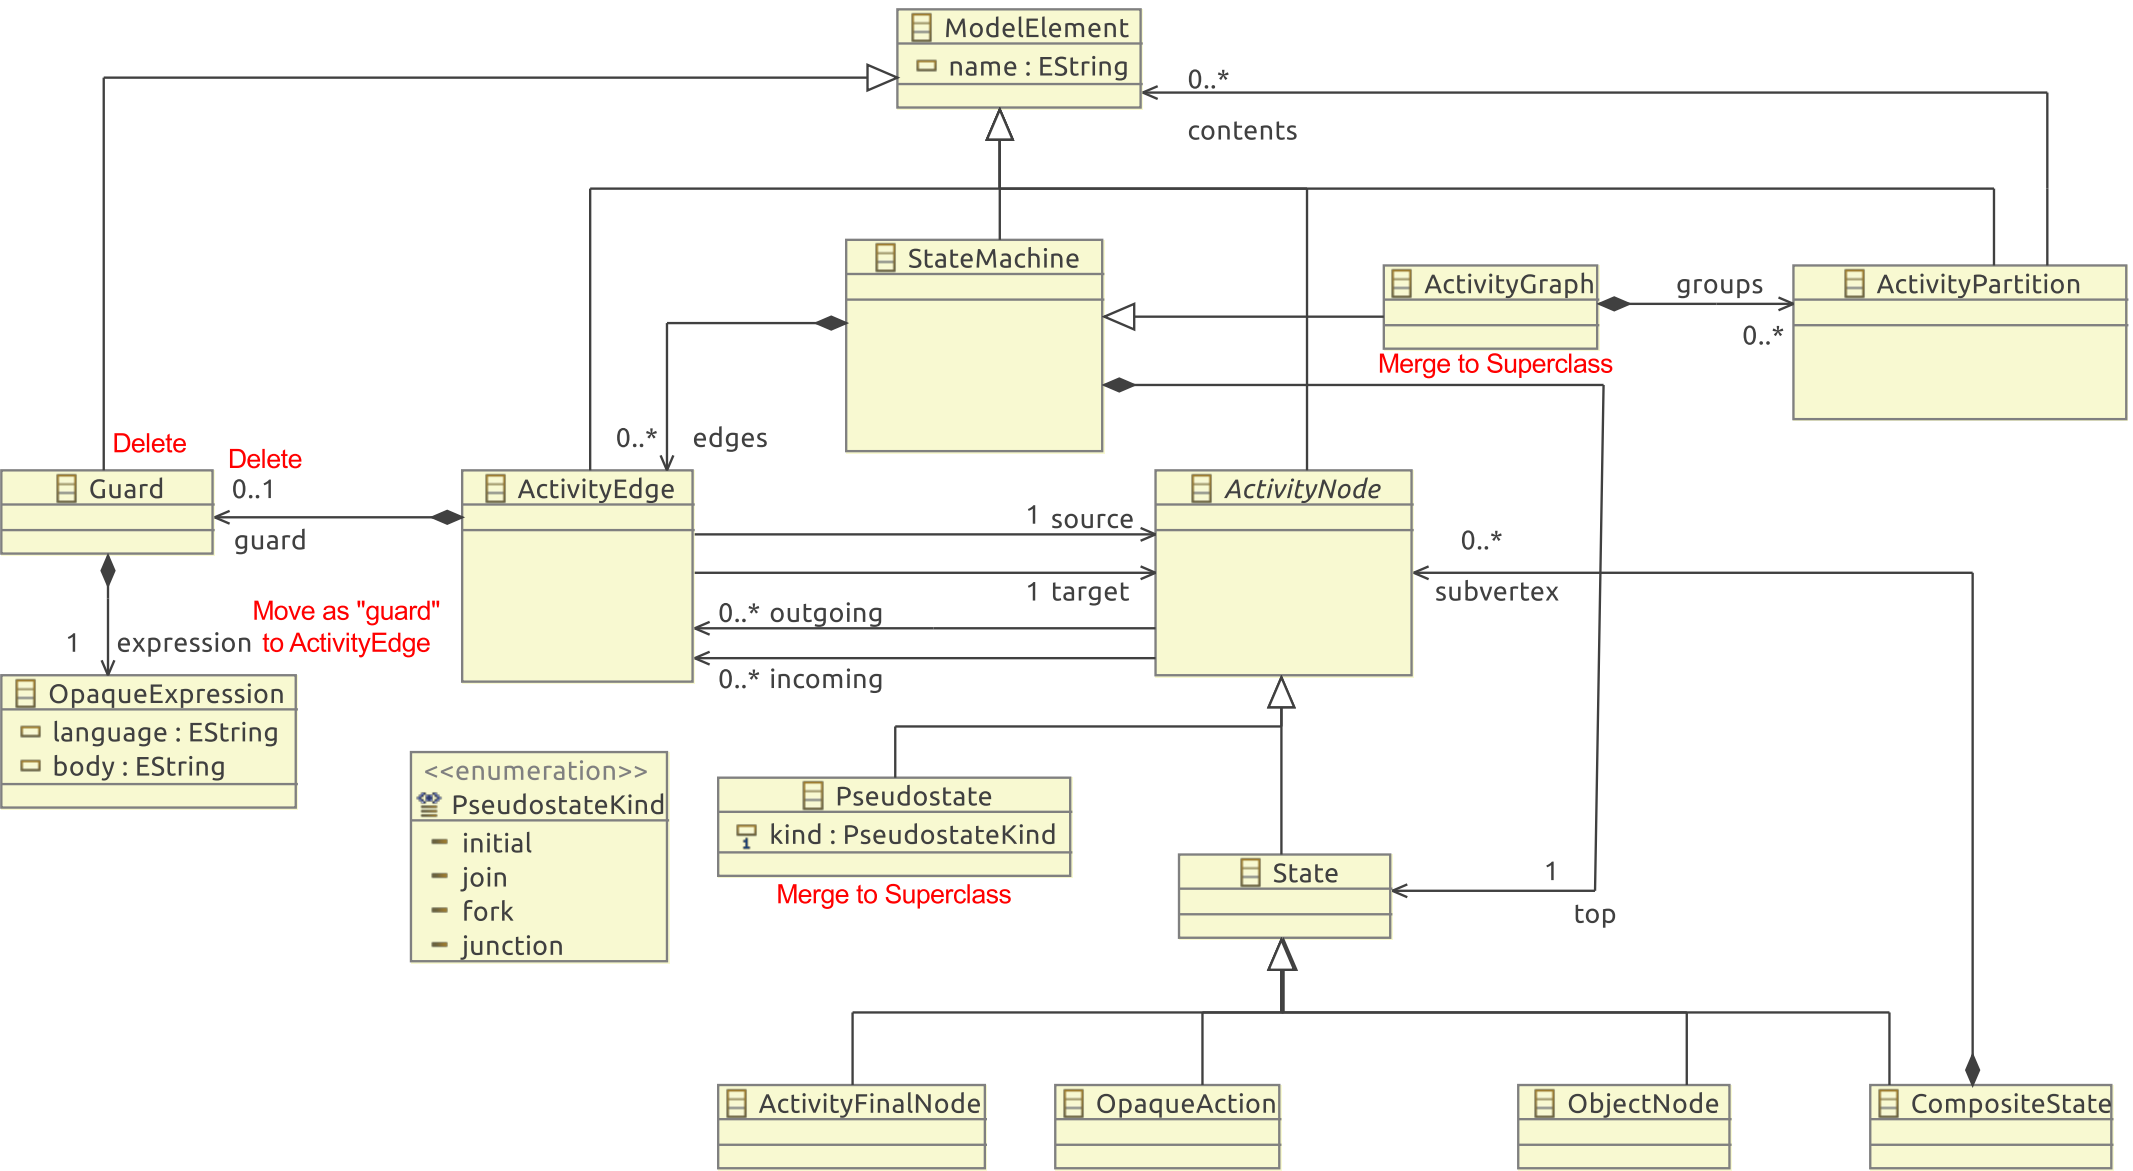 ModelElement
name : EString
0..*
contents
StateMachine
ActivityGraph
Merge to Superclass
groups
0..*
ActivityPartition
0..*
edges
Delete
Delete
0..1
Guard
guard
ActivityEdge
ActivityNode
1
source
1
target
0..*
outgoing
0..*
incoming
0..*
subvertex
Move as "guard"
to ActivityEdge
1
expression
OpaqueExpression
language : EString
body : EString
<<enumeration>>
PseudostateKind
initial
join
fork
junction
Pseudostate
1
kind : PseudostateKind
Merge to Superclass
State
1
top
ActivityFinalNode
OpaqueAction
ObjectNode
CompositeState